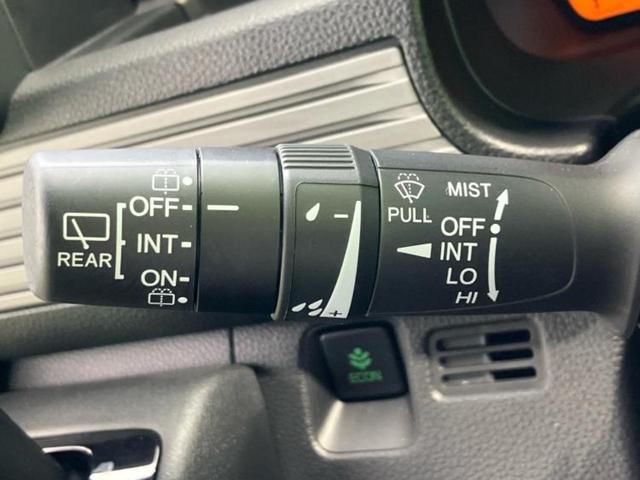 OFF
INT
ON
REAR
PULL
MIST
OFF
INT
LO
HI
ECON